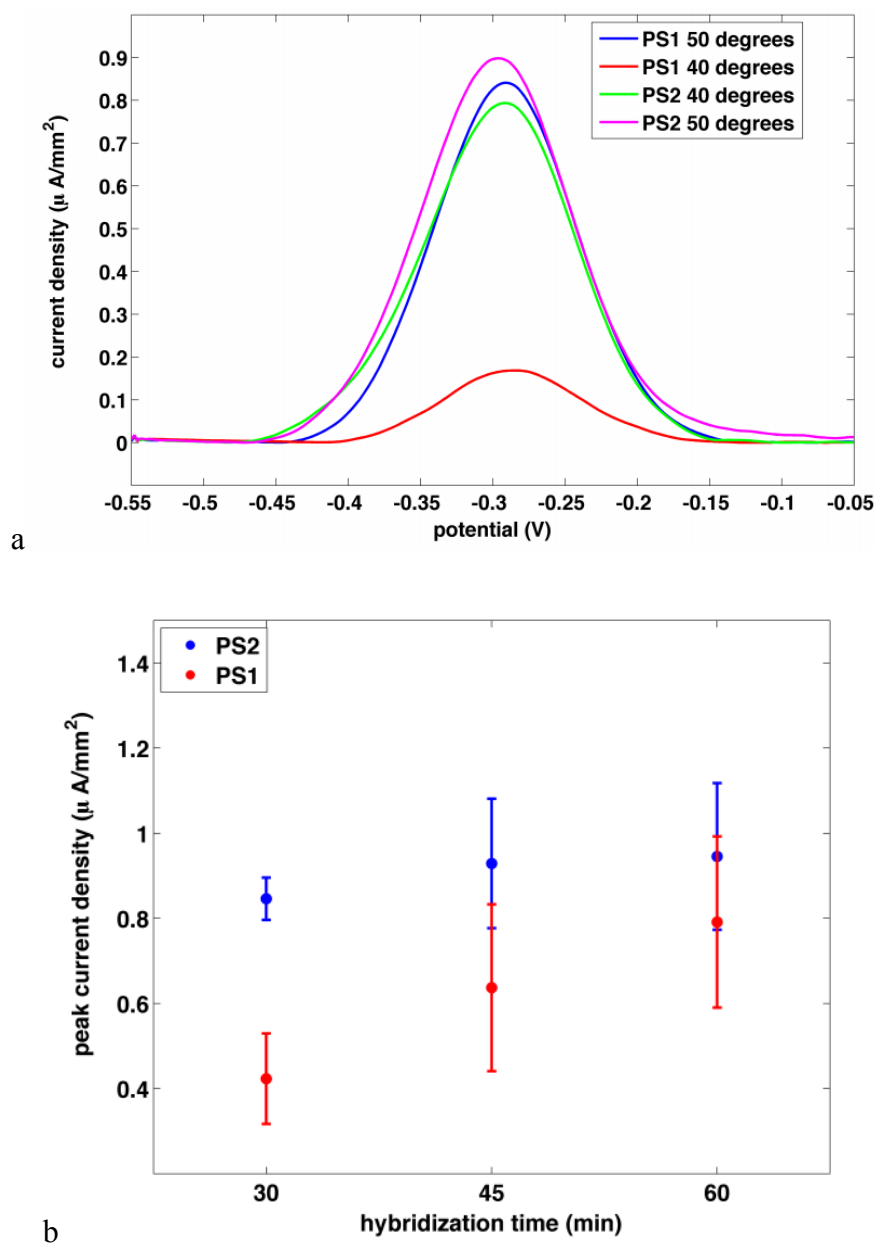 PS1 50 degrees
PS1 40 degrees
PS2 40 degrees
PS2 50 degrees
0.9
0.8
0.7
0.6
0.5
0.4
0.3
0.2
0.1
0
current density (μ A/mm²)
-0.55 -0.5 -0.45 -0.4 -0.35 -0.3 -0.25 -0.2 -0.15 -0.1 -0.05
potential (V)
a
PS2
PS1
1.4
1.2
1
0.8
0.6
0.4
peak current density (μ A/mm²)
30 45 60
hybridization time (min)
b